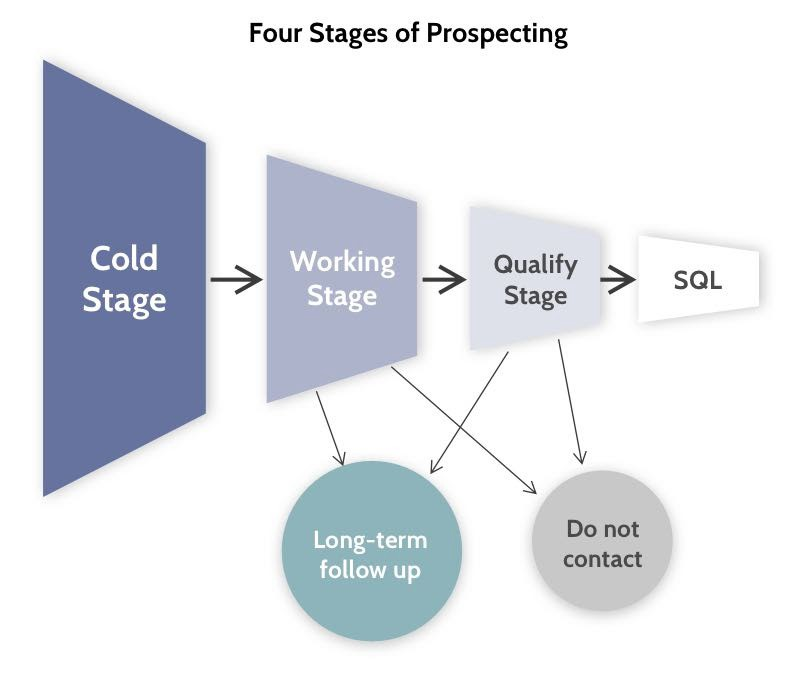 Four Stages of Prospecting
Cold
Stage
Working
Stage
Qualify
Stage
SQL
Long-term
follow up
Do not
contact